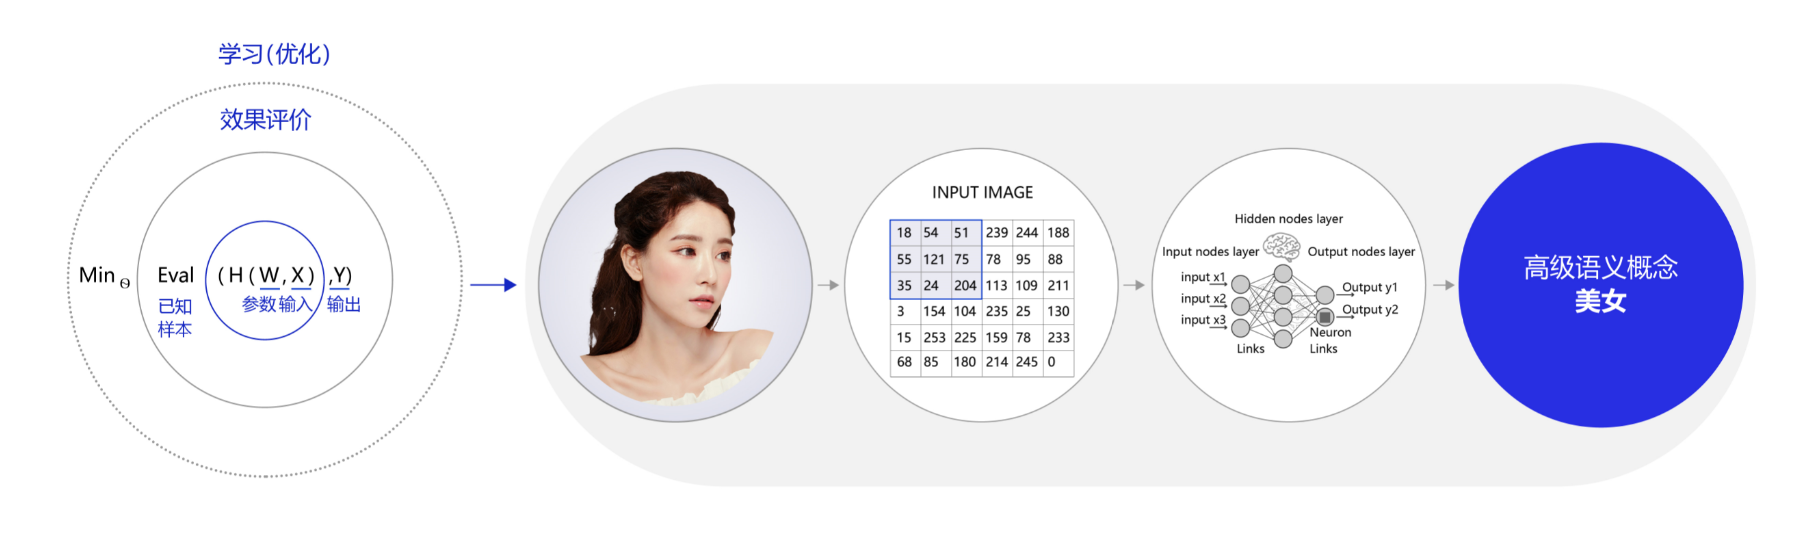 学习(优化)
效果评价
Min Θ Eval (H(W,X),Y)
已知
样本
参数 输入 输出
INPUT IMAGE
18 54 51 239 244 188
55 121 75 78 95 88
35 24 204 113 109 211
3 154 104 235 25 130
15 253 225 159 78 233
68 85 180 214 245 0
Hidden nodes layer
Input nodes layer
Output nodes layer
input x1
input x2
input x3
Output y1
Output y2
Neuron
Links
Links
高级语义概念
美女